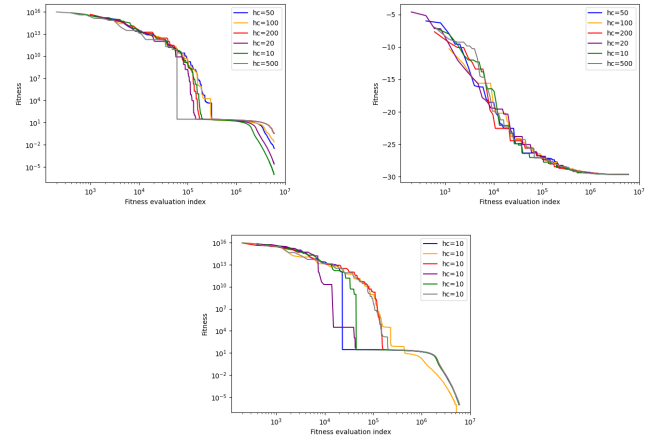 10^16
10^13
10^10
10^7
10^4
10^1
10^-2
10^-5
Fitness
10^3
10^4
10^5
10^6
10^7
Fitness evaluation index
hc=50
hc=100
hc=200
hc=20
hc=10
hc=500
−5
−10
−15
−20
−25
−30
Fitness
10^3
10^4
10^5
10^6
10^7
Fitness evaluation index
hc=50
hc=100
hc=200
hc=20
hc=10
hc=500
10^16
10^13
10^10
10^7
10^4
10^1
10^-2
10^-5
Fitness
10^3
10^4
10^5
10^6
10^7
Fitness evaluation index
hc=10
hc=10
hc=10
hc=10
hc=10
hc=10